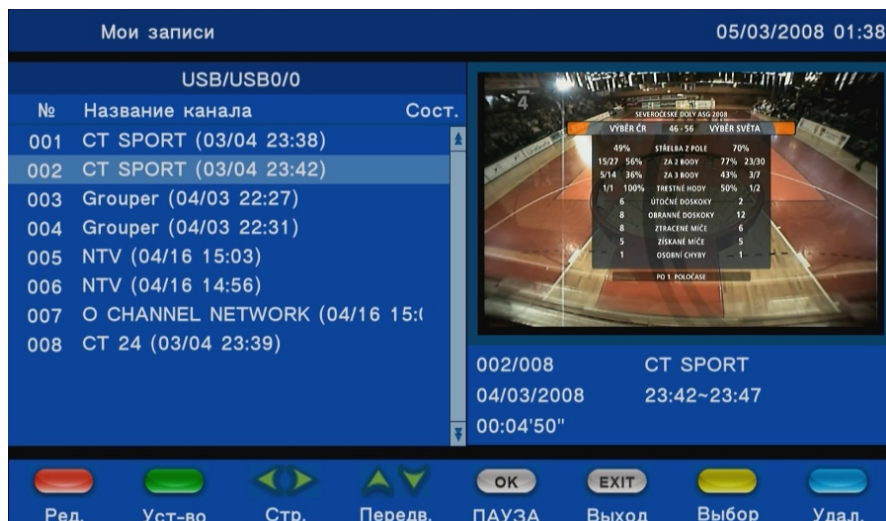 Мои записи 05/03/2008 01:38
USB/USB0/0
№ Название канала Сост.
001 CT SPORT (03/04 23:38)
002 CT SPORT (03/04 23:42)
003 Grouper (04/03 22:27)
004 Grouper (04/03 22:31)
005 NTV (04/16 15:03)
006 NTV (04/16 14:56)
007 O CHANNEL NETWORK (04/16 15:(
008 CT 24 (03/04 23:39)
4
SEVEROČESKÉ DOLY ASG 2008
VÝBĚR ČR 46 - 56 VÝBĚR SVĚTA
49% STŘELBA Z POLE 70%
15/27 56% ZA 2 BODY 77% 23/30
5/14 36% ZA 3 BODY 43% 3/7
1/1 100% TRESTNÉ HODY 50% 1/2
6 ÚTOČNÉ DOSKOKY 2
8 OBRANNÉ DOSKOKY 12
8 ZTRACENÉ MÍČE 6
5 ZÍSKANÉ MÍČE 5
1 OSOBNÍ CHYBY 1
PO 1. POLOČASE
002/008 CT SPORT
04/03/2008 23:42~23:47
00:04'50"
OK EXIT
Ред. Уст-во Стр. Передв. ПАУЗА Выход Выбор Удал.